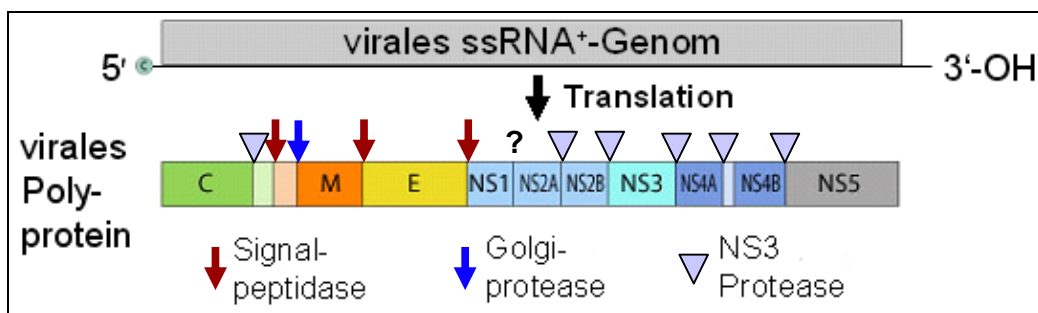 virales ssRNA⁺-Genom
5' C 3'-OH
Translation
virales
Poly-
protein
?
C M E NS1 NS2A NS2B NS3 NS4A NS4B NS5
Signal-
peptidase
Golgi-
protease
NS3
Protease